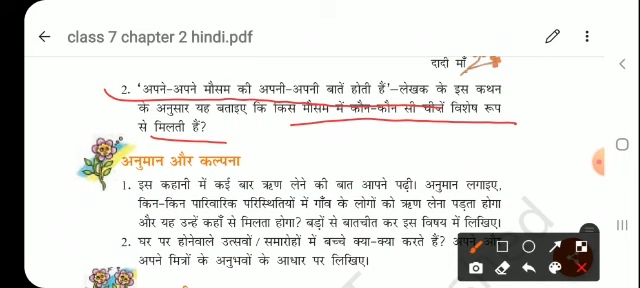 class 7 chapter 2 hindi.pdf
दादी माँ
2. 'अपने-अपने मौसम की अपनी-अपनी बातें होती हैं'-लेखक के इस कथन
के अनुसार यह बताइए कि किस मौसम में कौन-कौन सी चीजें विशेष रूप
से मिलती हैं?
अनुमान और कल्पना
1. इस कहानी में कई बार ऋण लेने की बात आपने पढ़ी। अनुमान लगाइए,
किन-किन पारिवारिक परिस्थितियों में गाँव के लोगों को ऋण लेना पड़ता होगा
और यह उन्हें कहाँ से मिलता होगा? बड़ों से बातचीत कर इस विषय में लिखिए।
2. घर पर होनेवाले उत्सवों/समारोहों में बच्चे क्या-क्या करते हैं? अपने और
अपने मित्रों के अनुभवों के आधार पर लिखिए।